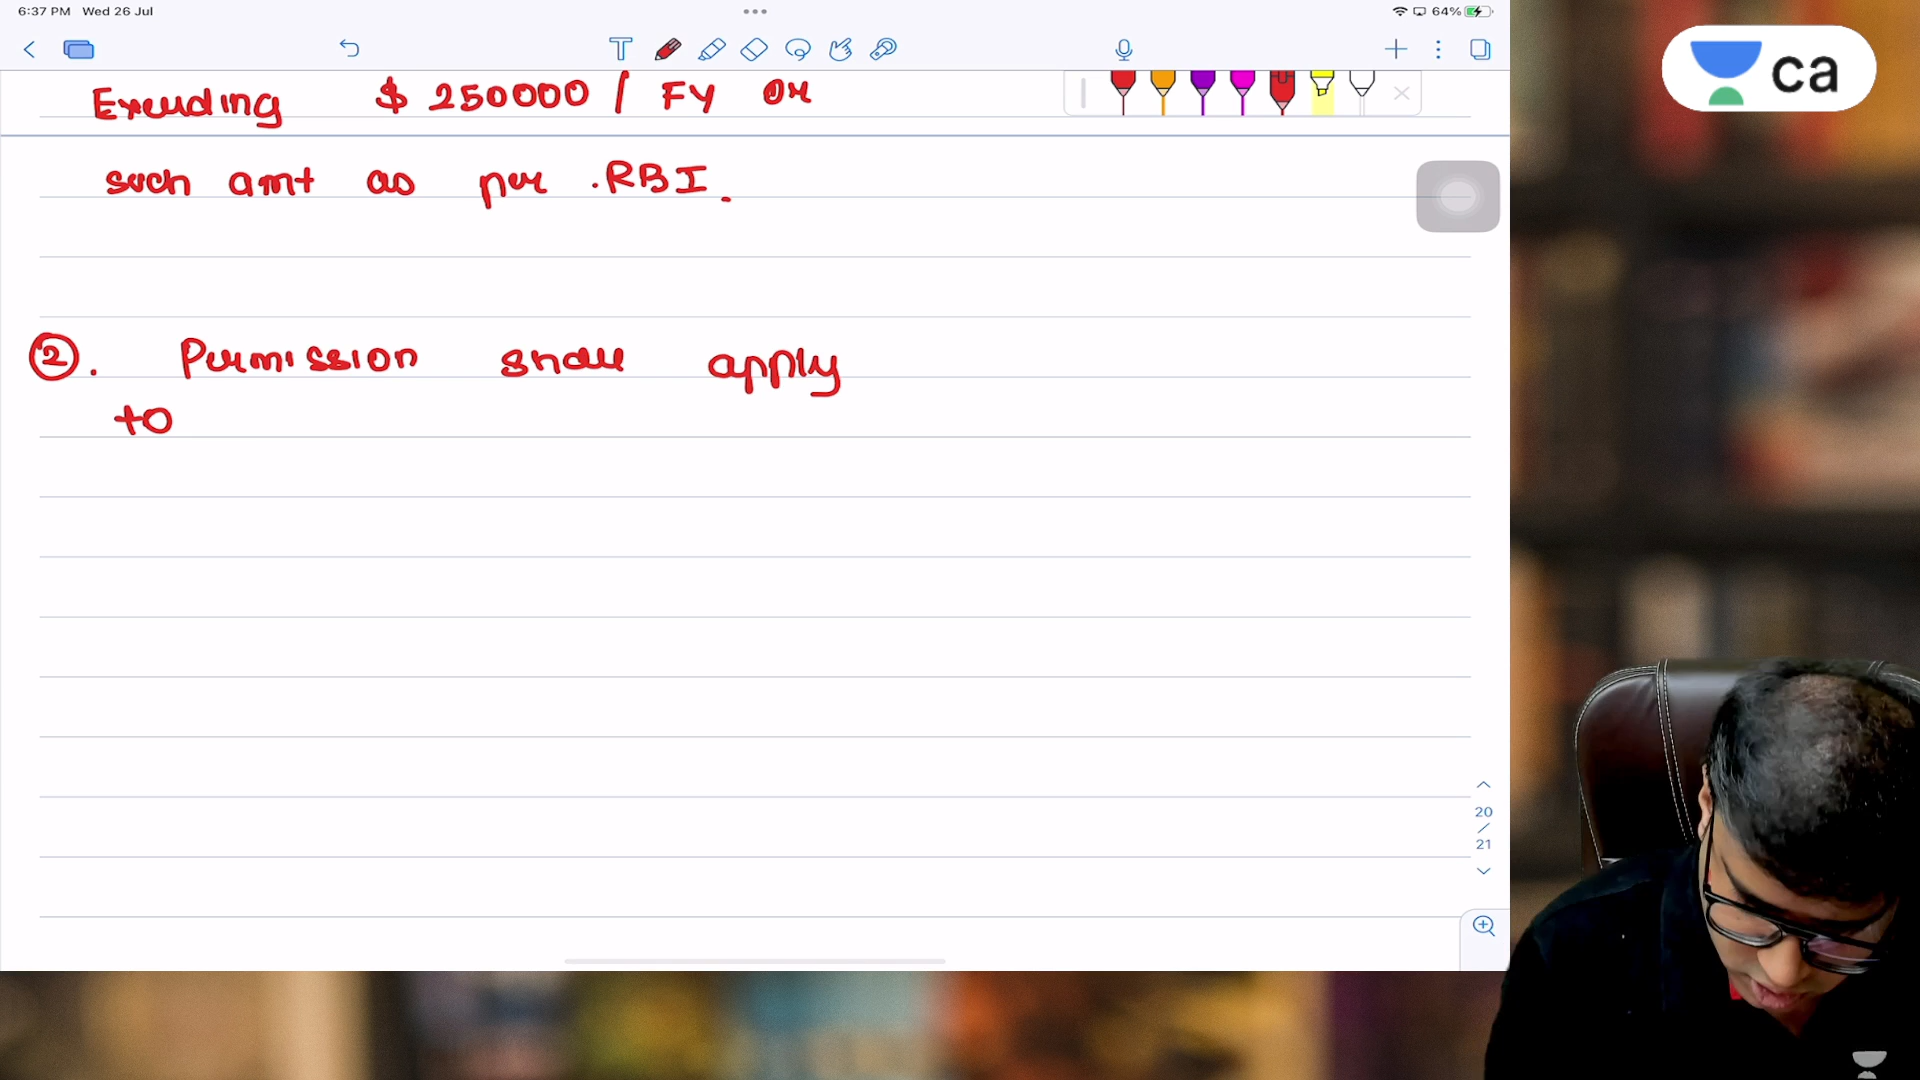 6:37 PM Wed 26 Jul
64%
ca
Exceeding $ 250000 / FY or
such amt as per .RBI.
2. Permission shall apply
to
20
/
21